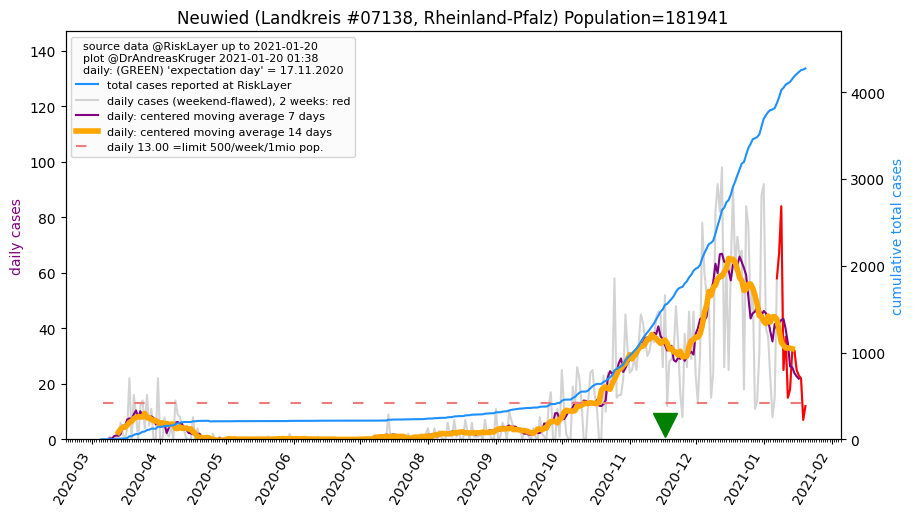 Neuwied (Landkreis #07138, Rheinland-Pfalz) Population=181941
source data @RiskLayer up to 2021-01-20
plot @DrAndreasKruger 2021-01-20 01:38
daily: (GREEN) 'expectation day' = 17.11.2020
total cases reported at RiskLayer
daily cases (weekend-flawed), 2 weeks: red
daily: centered moving average 7 days
daily: centered moving average 14 days
daily 13.00 =limit 500/week/1mio pop.
daily cases
140
120
100
80
60
40
20
0
cumulative total cases
4000
3000
2000
1000
0
2020-03
2020-04
2020-05
2020-06
2020-07
2020-08
2020-09
2020-10
2020-11
2020-12
2021-01
2021-02